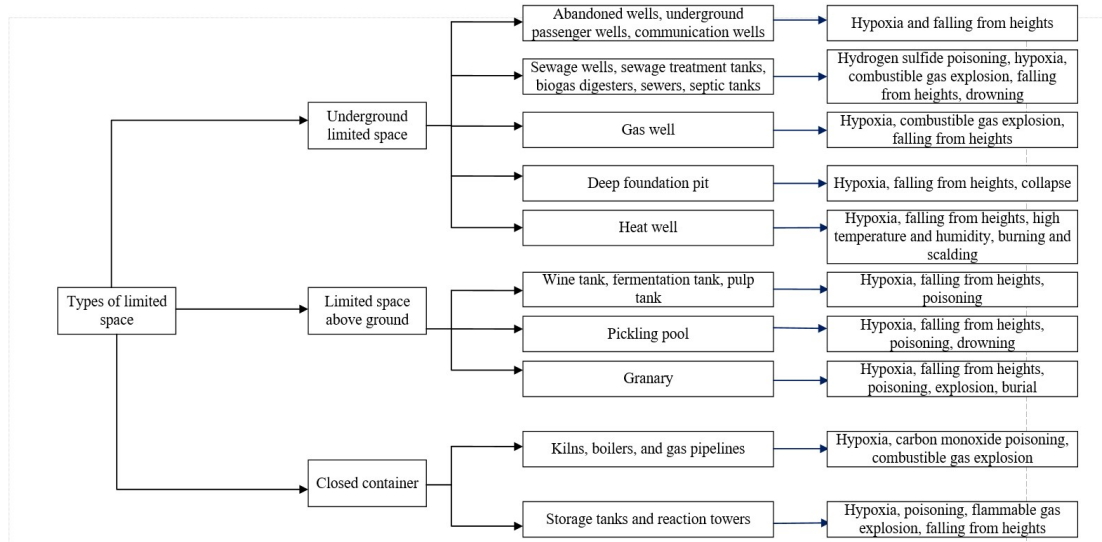 Abandoned wells, underground
passenger wells, communication wells
Hypoxia and falling from heights
Sewage wells, sewage treatment tanks,
biogas digesters, sewers, septic tanks
Hydrogen sulfide poisoning, hypoxia,
combustible gas explosion, falling
from heights, drowning
Underground
limited space
Gas well
Hypoxia, combustible gas explosion,
falling from heights
Deep foundation pit
Hypoxia, falling from heights, collapse
Heat well
Hypoxia, falling from heights, high
temperature and humidity, burning and
scalding
Types of limited
space
Limited space
above ground
Wine tank, fermentation tank, pulp
tank
Hypoxia, falling from heights,
poisoning
Pickling pool
Hypoxia, falling from heights,
poisoning, drowning
Granary
Hypoxia, falling from heights,
poisoning, explosion, burial
Closed container
Kilns, boilers, and gas pipelines
Hypoxia, carbon monoxide poisoning,
combustible gas explosion
Storage tanks and reaction towers
Hypoxia, poisoning, flammable gas
explosion, falling from heights